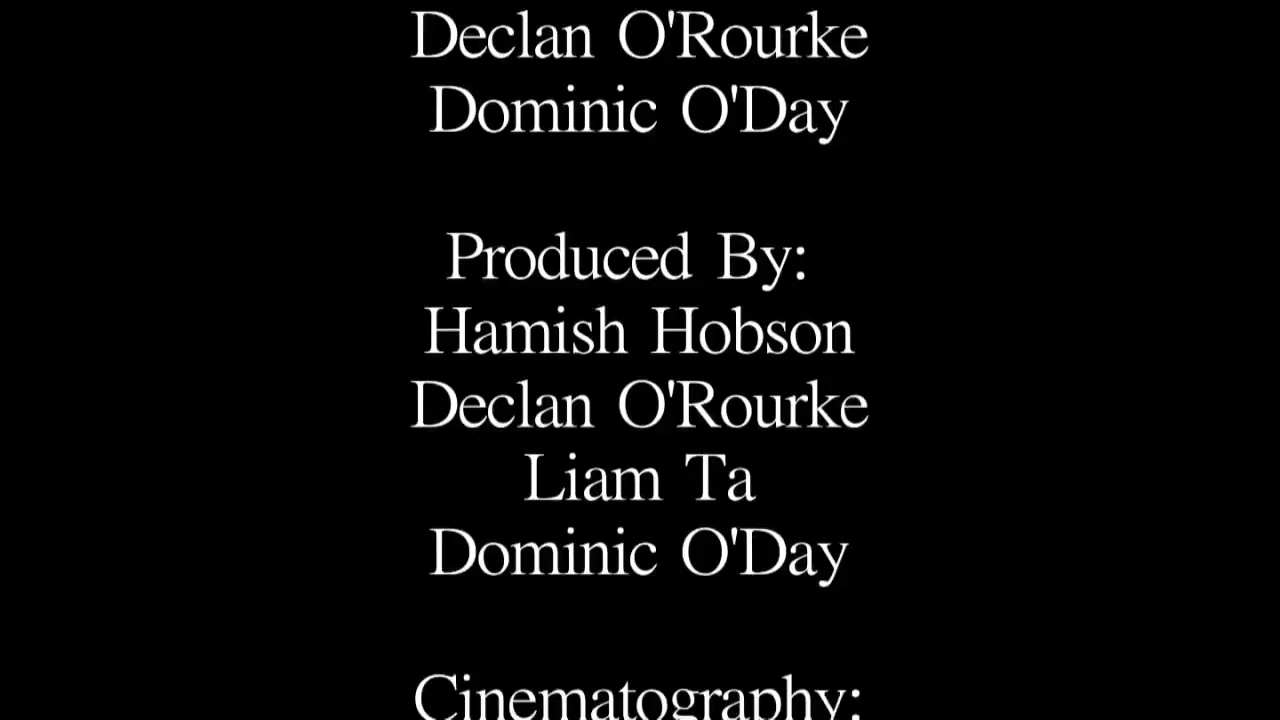 Declan O'Rourke
Dominic O'Day
Produced By:
Hamish Hobson
Declan O'Rourke
Liam Ta
Dominic O'Day
Cinematography: